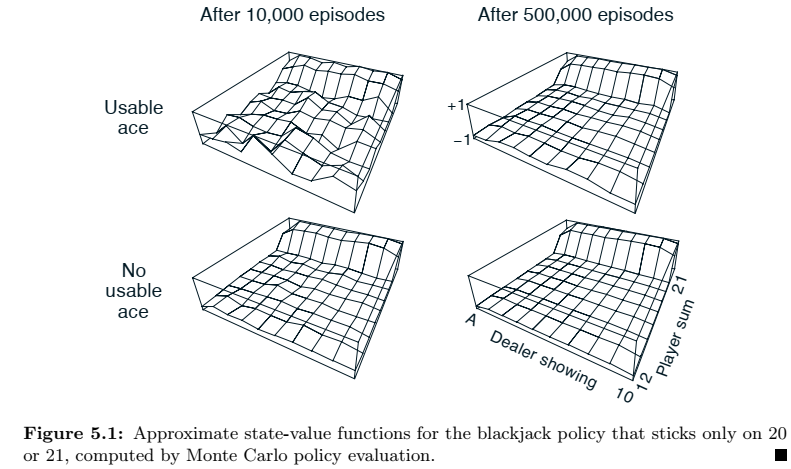 After 10,000 episodes
After 500,000 episodes
Usable
ace
+1
−1
No
usable
ace
A
Dealer showing
10
12
Player sum
21
Figure 5.1: Approximate state-value functions for the blackjack policy that sticks only on 20
or 21, computed by Monte Carlo policy evaluation.